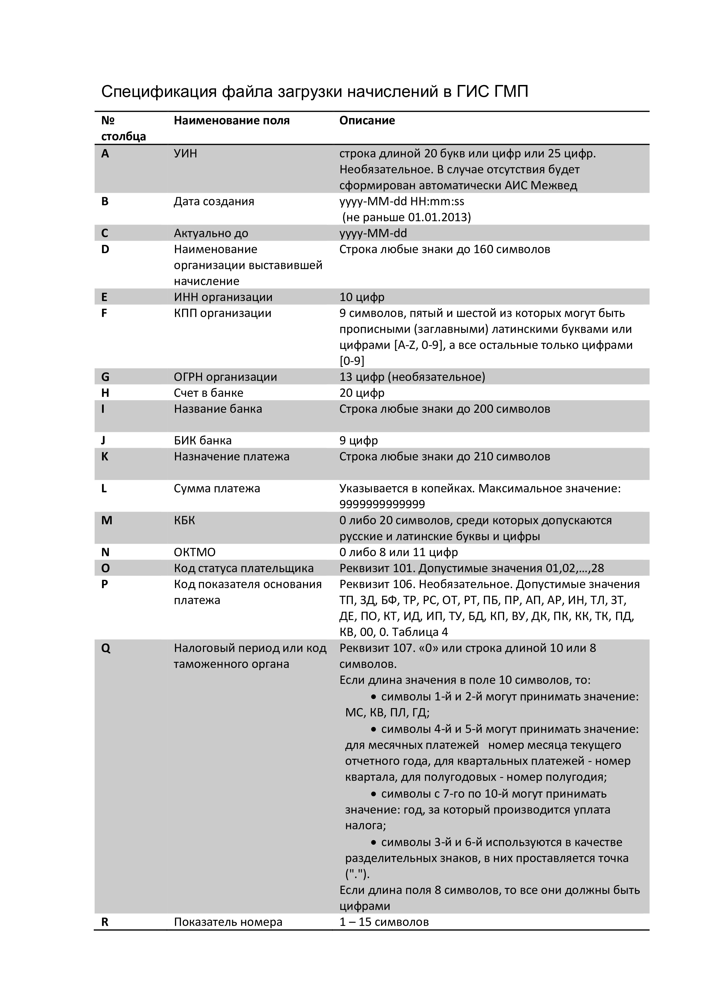 Спецификация файла загрузки начислений в ГИС ГМП
№ столбца
Наименование поля
Описание
A
УИН
строка длиной 20 букв или цифр или 25 цифр.
Необязательное. В случае отсутствия будет
сформирован автоматически АИС Межвед
B
Дата создания
yyyy-MM-dd HH:mm:ss
(не раньше 01.01.2013)
C
Актуально до
yyyy-MM-dd
D
Наименование
организации выставившей
начисление
Строка любые знаки до 160 символов
E
ИНН организации
10 цифр
F
КПП организации
9 символов, пятый и шестой из которых могут быть
прописными (заглавными) латинскими буквами или
цифрами [A-Z, 0-9], а все остальные только цифрами
[0-9]
G
ОГРН организации
13 цифр (необязательное)
H
Счет в банке
20 цифр
I
Название банка
Строка любые знаки до 200 символов
J
БИК банка
9 цифр
K
Назначение платежа
Строка любые знаки до 210 символов
L
Сумма платежа
Указывается в копейках. Максимальное значение:
9999999999999
M
КБК
0 либо 20 символов, среди которых допускаются
русские и латинские буквы и цифры
N
ОКТМО
0 либо 8 или 11 цифр
O
Код статуса плательщика
Реквизит 101. Допустимые значения 01,02,…,28
P
Код показателя основания
платежа
Реквизит 106. Необязательное. Допустимые значения
ТП, ЗД, БФ, ТР, РС, ОТ, РТ, ПБ, ПР, АП, АР, ИН, ТЛ, ЗТ,
ДЕ, ПО, КТ, ИД, ИП, ТУ, БД, КП, ВУ, ДК, ПК, КК, ТК, ПД,
КВ, 00, 0. Таблица 4
Q
Налоговый период или код
таможенного органа
Реквизит 107. «0» или строка длиной 10 или 8
символов.
Если длина значения в поле 10 символов, то:
• символы 1-й и 2-й могут принимать значение:
МС, КВ, ПЛ, ГД;
• символы 4-й и 5-й могут принимать значение:
для месячных платежей номер месяца текущего
отчетного года, для квартальных платежей - номер
квартала, для полугодовых - номер полугодия;
• символы с 7-го по 10-й могут принимать
значение: год, за который производится уплата
налога;
• символы 3-й и 6-й используются в качестве
разделительных знаков, в них проставляется точка
(".").
Если длина поля 8 символов, то все они должны быть
цифрами
R
Показатель номера
1 – 15 символов